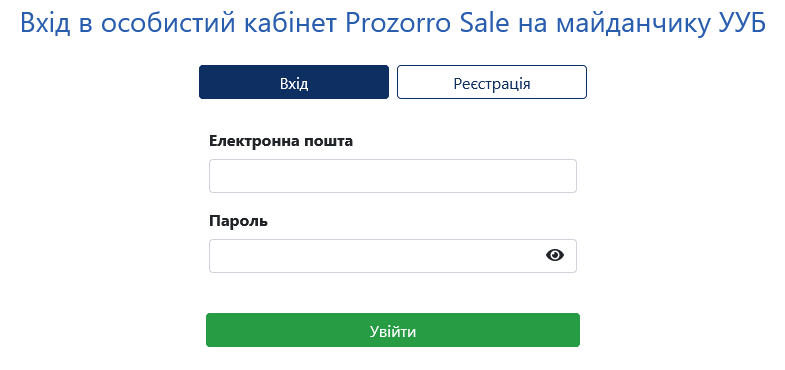 Вхід в особистий кабінет Prozorro Sale на майданчику УУБ
Вхід
Реєстрація
Електронна пошта
Пароль
Увійти